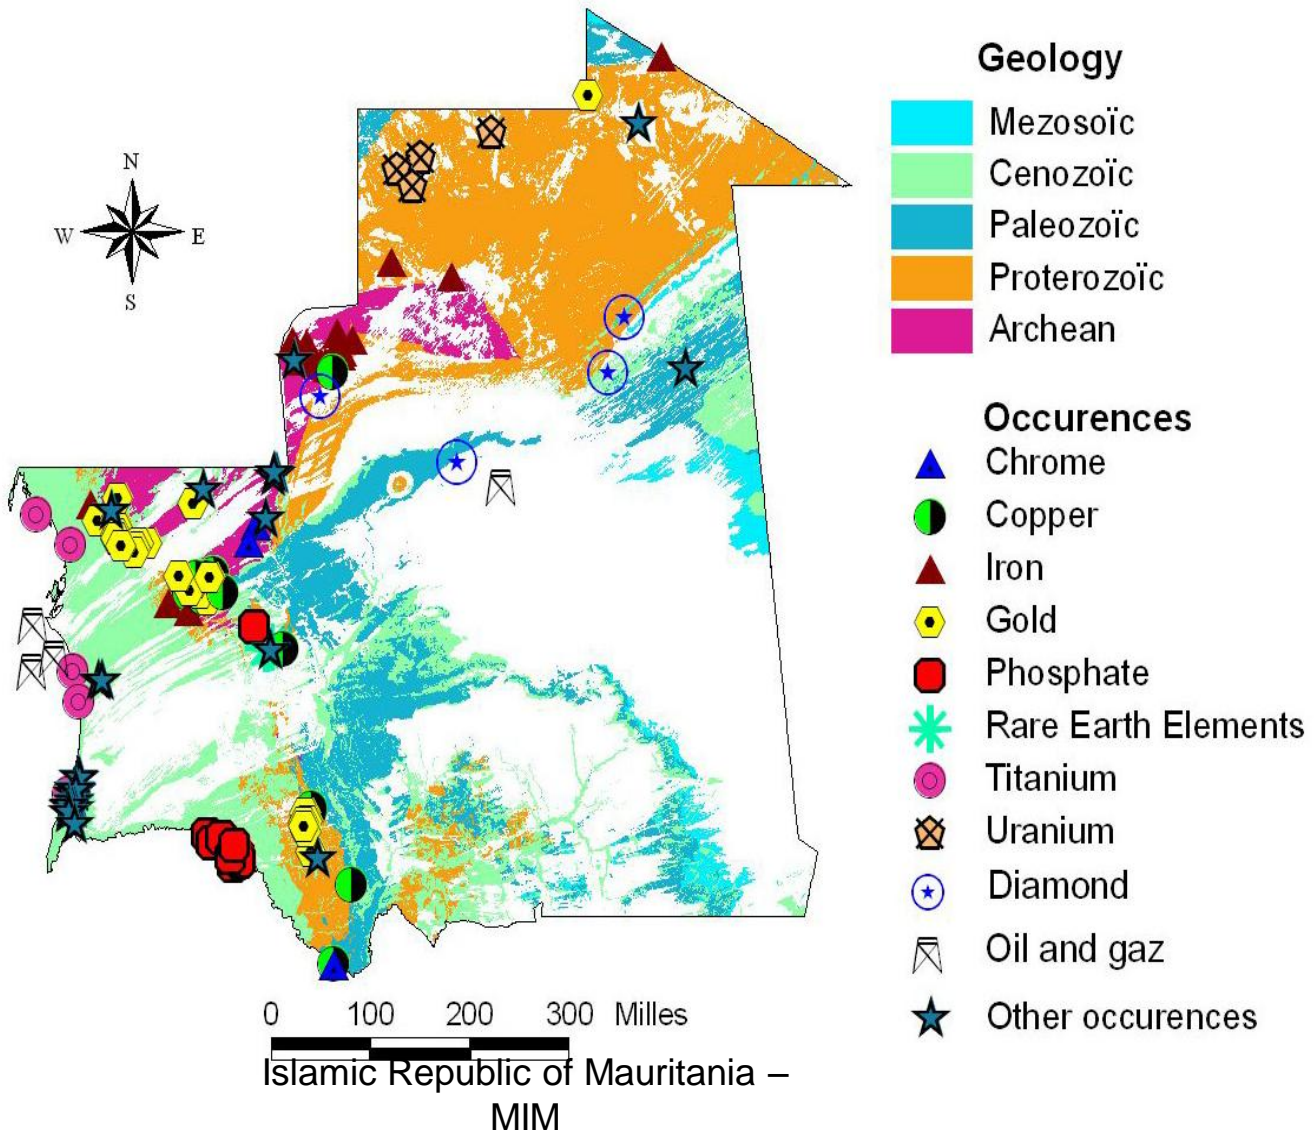 Geology
Mezosoïc
Cenozoïc
Paleozoïc
Proterozoïc
Archean
Occurences
Chrome
Copper
Iron
Gold
Phosphate
Rare Earth Elements
Titanium
Uranium
Diamond
Oil and gaz
Other occurences
N
W E
S
0 100 200 300 Milles
Islamic Republic of Mauritania –
MIM